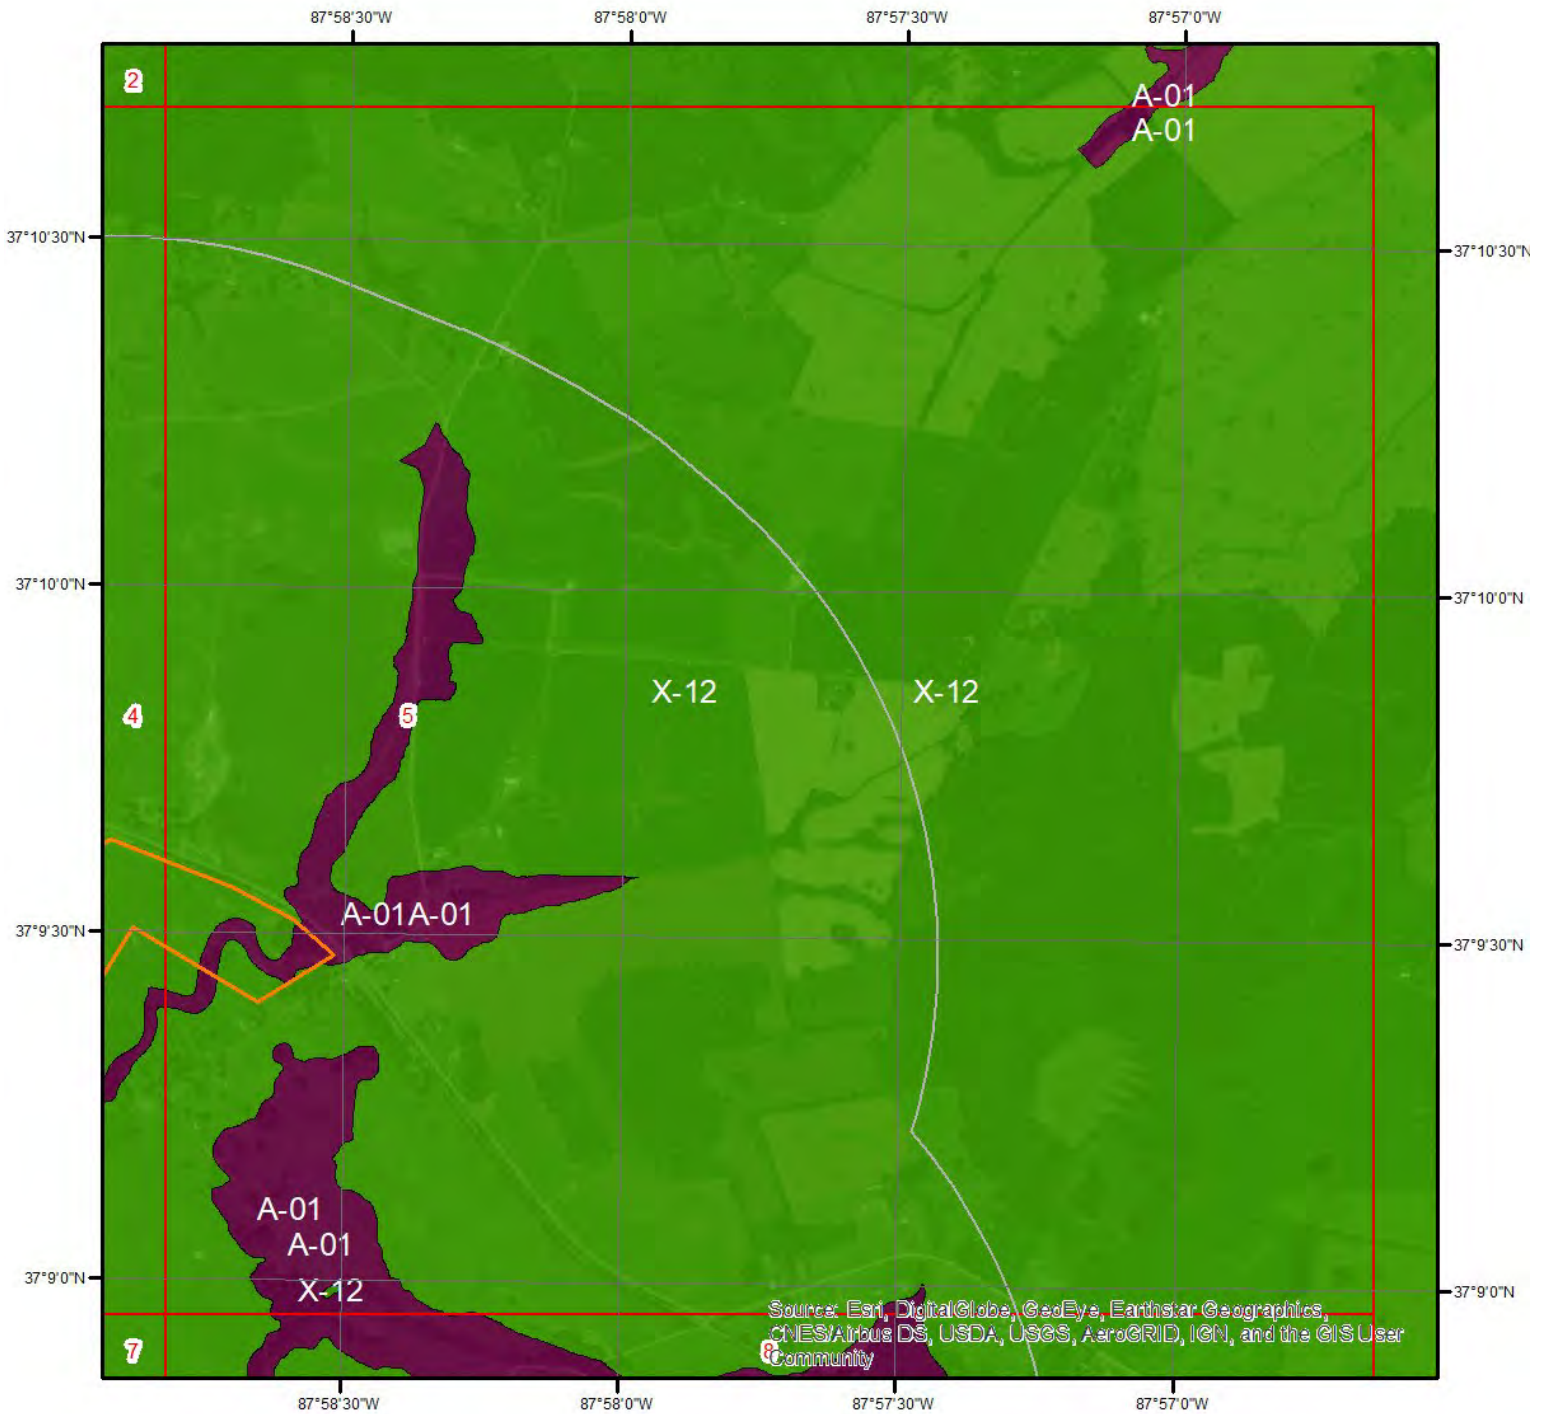 87°58'30"W 87°58'0"W 87°57'30"W 87°57'0"W
2
A-01
A-01
37°10'30"N
37°10'30"N
37°10'0"N
37°10'0"N
X-12 X-12
4 5
A-01A-01
37°9'30"N
37°9'30"N
A-01
A-01
37°9'0"N
X-12
37°9'0"N
Source: Esri, DigitalGlobe, GeoEye, Earthstar Geographics,
CNES/Airbus DS, USDA, USGS, AeroGRID, IGN, and the GIS User
Community
7 8
87°58'30"W 87°58'0"W 87°57'30"W 87°57'0"W